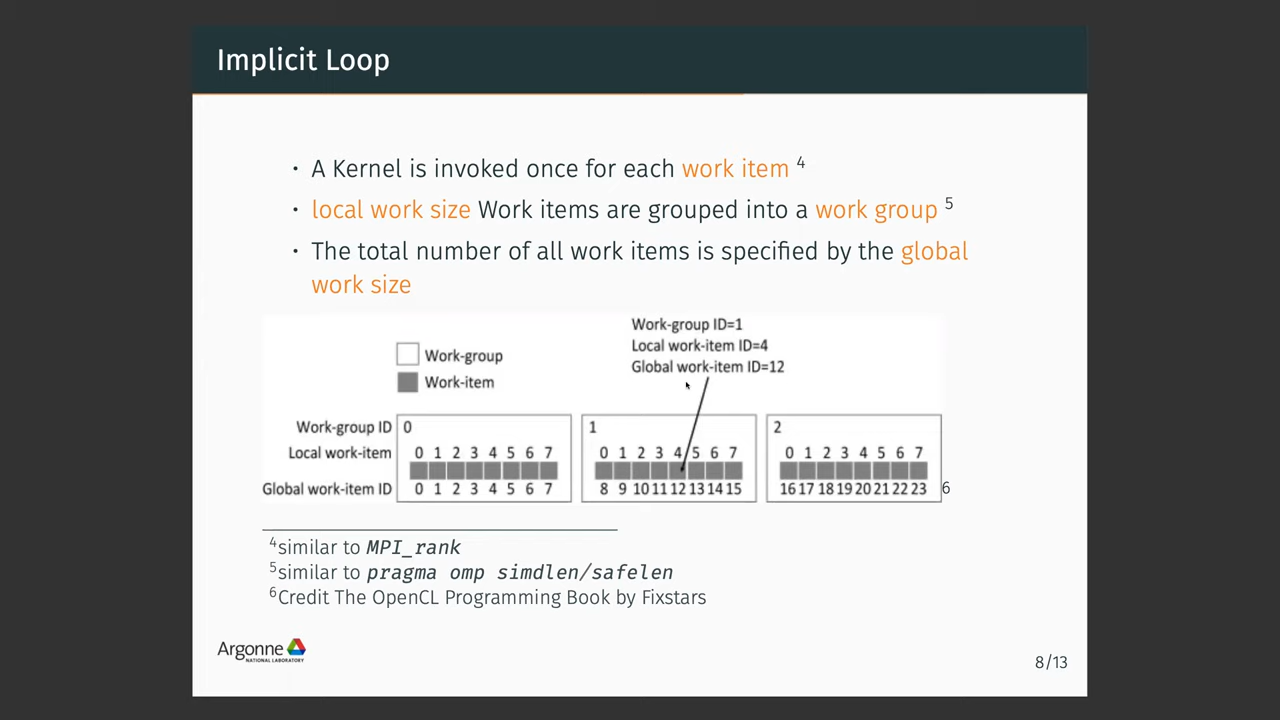 Implicit Loop
• A Kernel is invoked once for each work item 4
• local work size Work items are grouped into a work group 5
• The total number of all work items is specified by the global
work size
Work-group ID=1
Local work-item ID=4
Global work-item ID=12
Work-group
Work-item
Work-group ID 0 1 2
Local work-item 0 1 2 3 4 5 6 7 0 1 2 3 4 5 6 7 0 1 2 3 4 5 6 7
Global work-item ID 0 1 2 3 4 5 6 7 8 9 10 11 12 13 14 15 16 17 18 19 20 21 22 23 6
4similar to MPI_rank
5similar to pragma omp simdlen/safelen
6Credit The OpenCL Programming Book by Fixstars
Argonne
NATIONAL LABORATORY
8/13